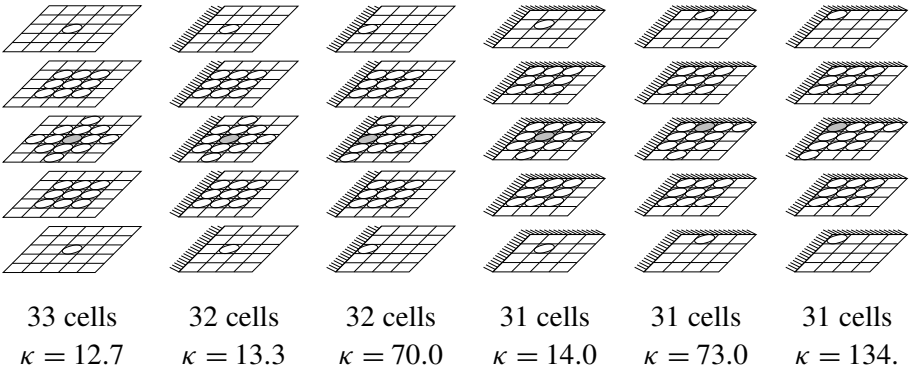 33 cells 32 cells 32 cells 31 cells 31 cells 31 cells
κ = 12.7 κ = 13.3 κ = 70.0 κ = 14.0 κ = 73.0 κ = 134.